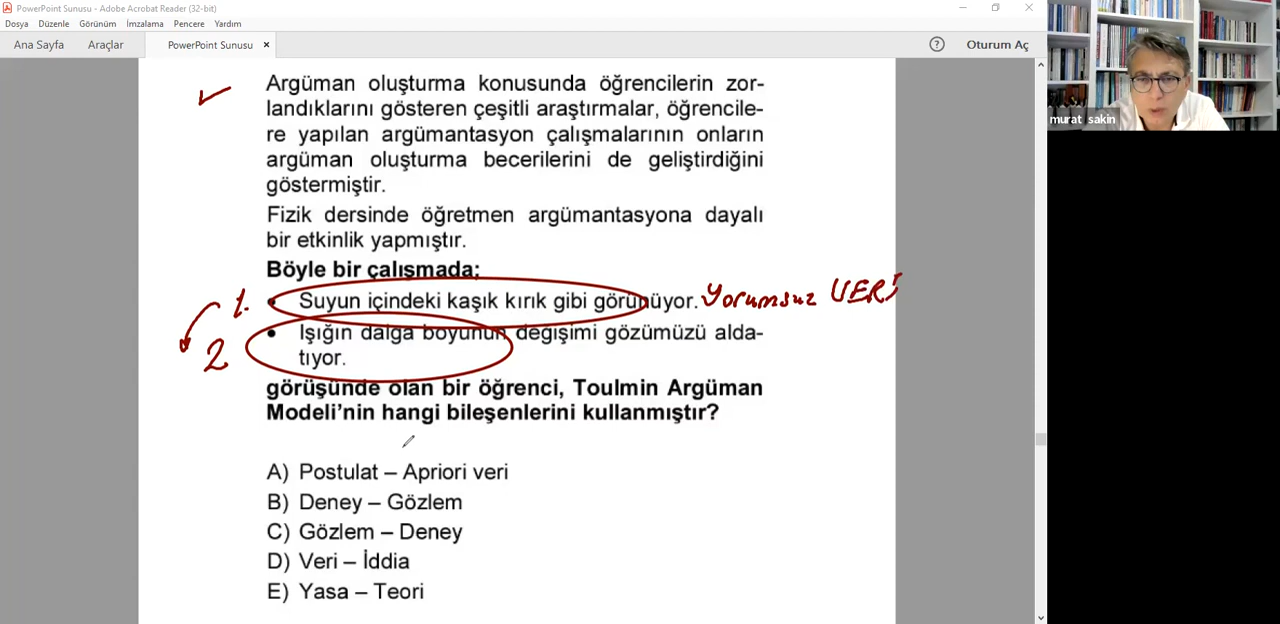 PowerPoint Sunusu - Adobe Acrobat Reader (32-bit)
Dosya Düzenle Görünüm İmzalama Pencere Yardım
Ana Sayfa Araçlar PowerPoint Sunusu × ? Oturum Aç
murat sakin
✓ Argüman oluşturma konusunda öğrencilerin zor-
landıklarını gösteren çeşitli araştırmalar, öğrencile-
re yapılan argümantasyon çalışmalarının onların
argüman oluşturma becerilerini de geliştirdiğini
göstermiştir.
Fizik dersinde öğretmen argümantasyona dayalı
bir etkinlik yapmıştır.
Böyle bir çalışmada;
1. • Suyun içindeki kaşık kırık gibi görünüyor. Yorumsuz VERİ
2 • Işığın dalga boyunun değişimi gözümüzü alda-
tıyor.
görüşünde olan bir öğrenci, Toulmin Argüman
Modeli’nin hangi bileşenlerini kullanmıştır?
A) Postulat – Apriori veri
B) Deney – Gözlem
C) Gözlem – Deney
D) Veri – İddia
E) Yasa – Teori